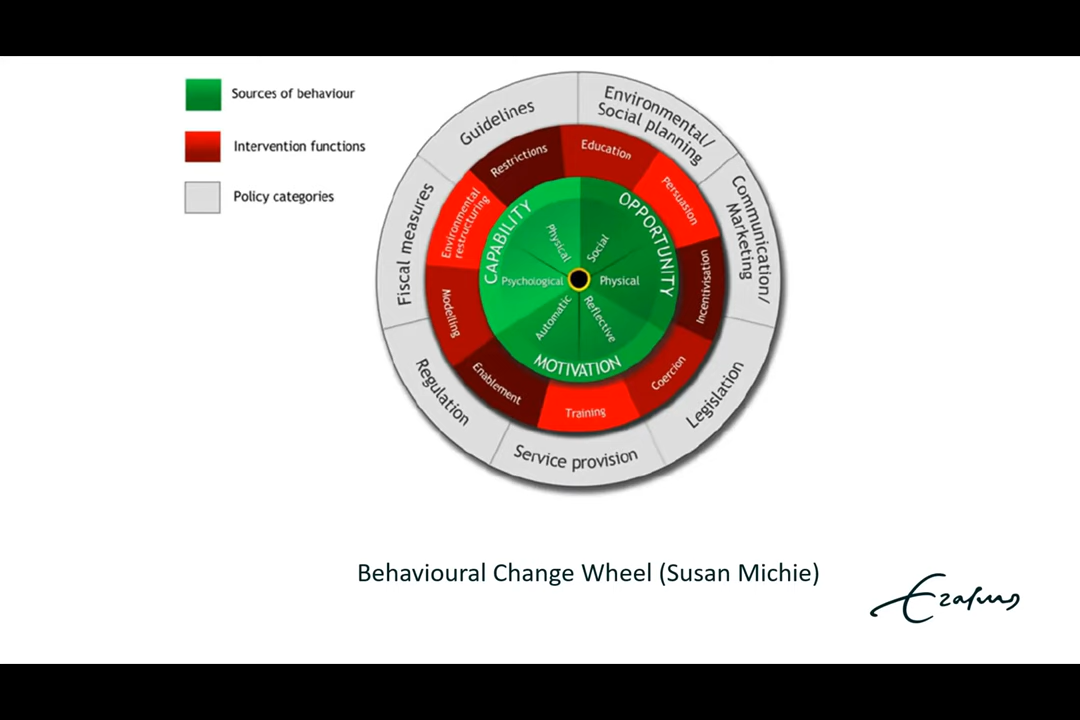 Sources of behaviour
Intervention functions
Policy categories
Guidelines
Environmental/
Social planning
Communication/
Marketing
Legislation
Service provision
Regulation
Fiscal measures
Restrictions
Education
Persuasion
Incentivisation
Coercion
Training
Enablement
Modelling
Environmental
restructuring
CAPABILITY
OPPORTUNITY
MOTIVATION
Physical
Social
Psychological
Physical
Automatic
Reflective
Behavioural Change Wheel (Susan Michie)
Erasmus